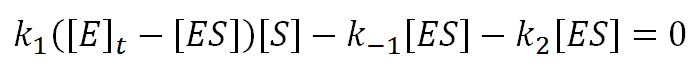 k₁([E]ₜ − [ES])[S] − k₋₁[ES] − k₂[ES] = 0